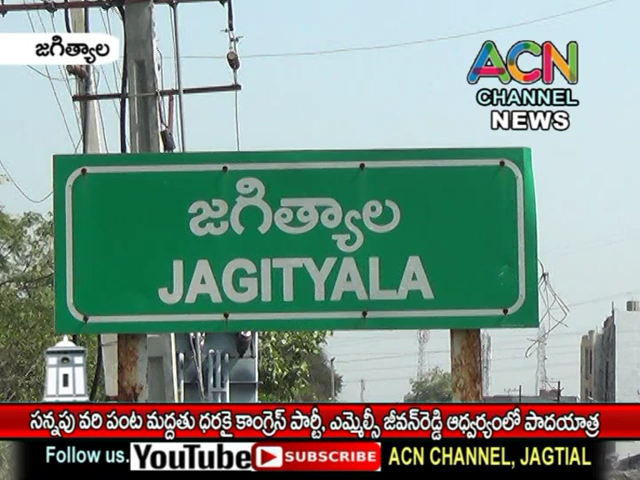 జగిత్యాల
ACN
CHANNEL
NEWS
జగిత్యాల
JAGITYALA
సన్నపు వరి పంట మద్దతు ధరకై కాంగ్రెస్ పార్టీ, ఎమ్మెల్సీ జీవన్‌రెడ్డి ఆధ్వర్యంలో పాదయాత్ర
Follow us. YouTube SUBSCRIBE ACN CHANNEL, JAGTIAL